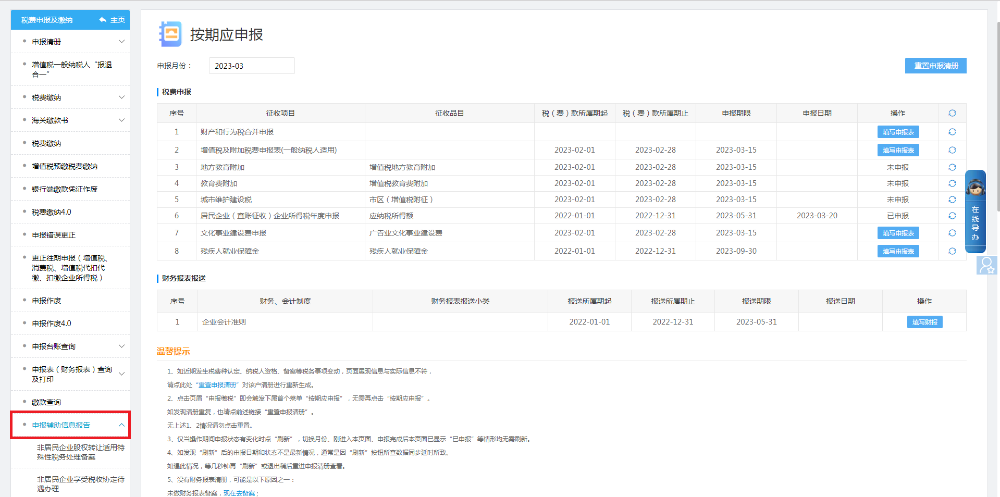 税费申报及缴纳 主页
申报清册
增值税一般纳税人“报退
合一”
税费缴纳
海关缴款书
税费缴纳
增值税预缴税费缴纳
银行端缴款凭证作废
税费缴纳4.0
申报错误更正
更正往期申报（增值税、
消费税、增值税代扣代
缴、扣缴企业所得税）
申报作废
申报作废4.0
申报台账查询
申报表（财务报表）查询
及打印
缴款查询
申报辅助信息报告
非居民企业股权转让适用特
殊性税务处理备案
非居民企业享受税收协定待
遇办理
按期应申报
申报月份： 2023-03 重置申报清册
税费申报
序号 征收项目 征收品目 税（费）款所属期起 税（费）款所属期止 申报期限 申报日期 操作
1 财产和行为税合并申报 填写申报表
2 增值税及附加税费申报表(一般纳税人适用) 2023-02-01 2023-02-28 2023-03-15 填写申报表
3 地方教育附加 增值税地方教育附加 2023-02-01 2023-02-28 2023-03-15 未申报
4 教育费附加 增值税教育费附加 2023-02-01 2023-02-28 2023-03-15 未申报
5 城市维护建设税 市区（增值税附征） 2023-02-01 2023-02-28 2023-03-15 未申报
6 居民企业（查账征收）企业所得税年度申报 应纳税所得额 2022-01-01 2022-12-31 2023-05-31 2023-03-20 已申报
7 文化事业建设费申报 广告业文化事业建设费 2023-02-01 2023-02-28 2023-03-15 填写申报表
8 残疾人就业保障金 残疾人就业保障金 2022-01-01 2022-12-31 2023-09-30 填写申报表
财务报表报送
序号 财务、会计制度 财务报表报送小类 报送所属期起 报送所属期止 报送期限 报送日期 操作
1 企业会计准则 2022-01-01 2022-12-31 2023-05-31 填写财报
温馨提示
1、如近期发生税费种认定、纳税人资格、备案等税务事项变动，页面展现信息与实际信息不符，
请点此处“重置申报清册”对该户清册进行重新生成。
2、点击页眉“申报缴税”即会触发下属首个菜单“按期应申报”，无需再点击“按期应申报”。
如发现清册重复，也请点前述链接“重置申报清册”。
无上述1、2情况请勿点击重置。
3、仅当操作期间申报状态有变化时点“刷新”，切换月份、刚进入本页面、申报完成后本页面已显示“已申报”等情形均无需刷新。
4、如发现“刷新”后的申报日期和状态不是最新情况，通常是因“刷新”按钮所查数据同步延时所致。
如遇此情况，等几秒钟再“刷新”或退出稍后重进申报清册查看。
5、没有财务报表清册，可能是以下原因之一：
未做财务报表备案，现在去备案；
在
线
导
办